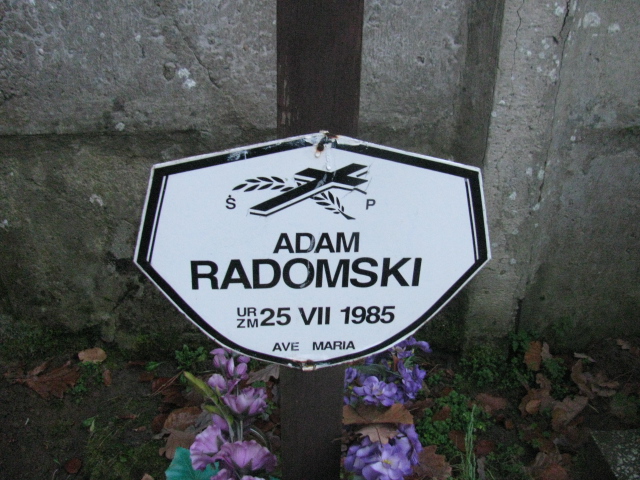 Ś P
ADAM
RADOMSKI
UR
ZM 25 VII 1985
AVE MARIA